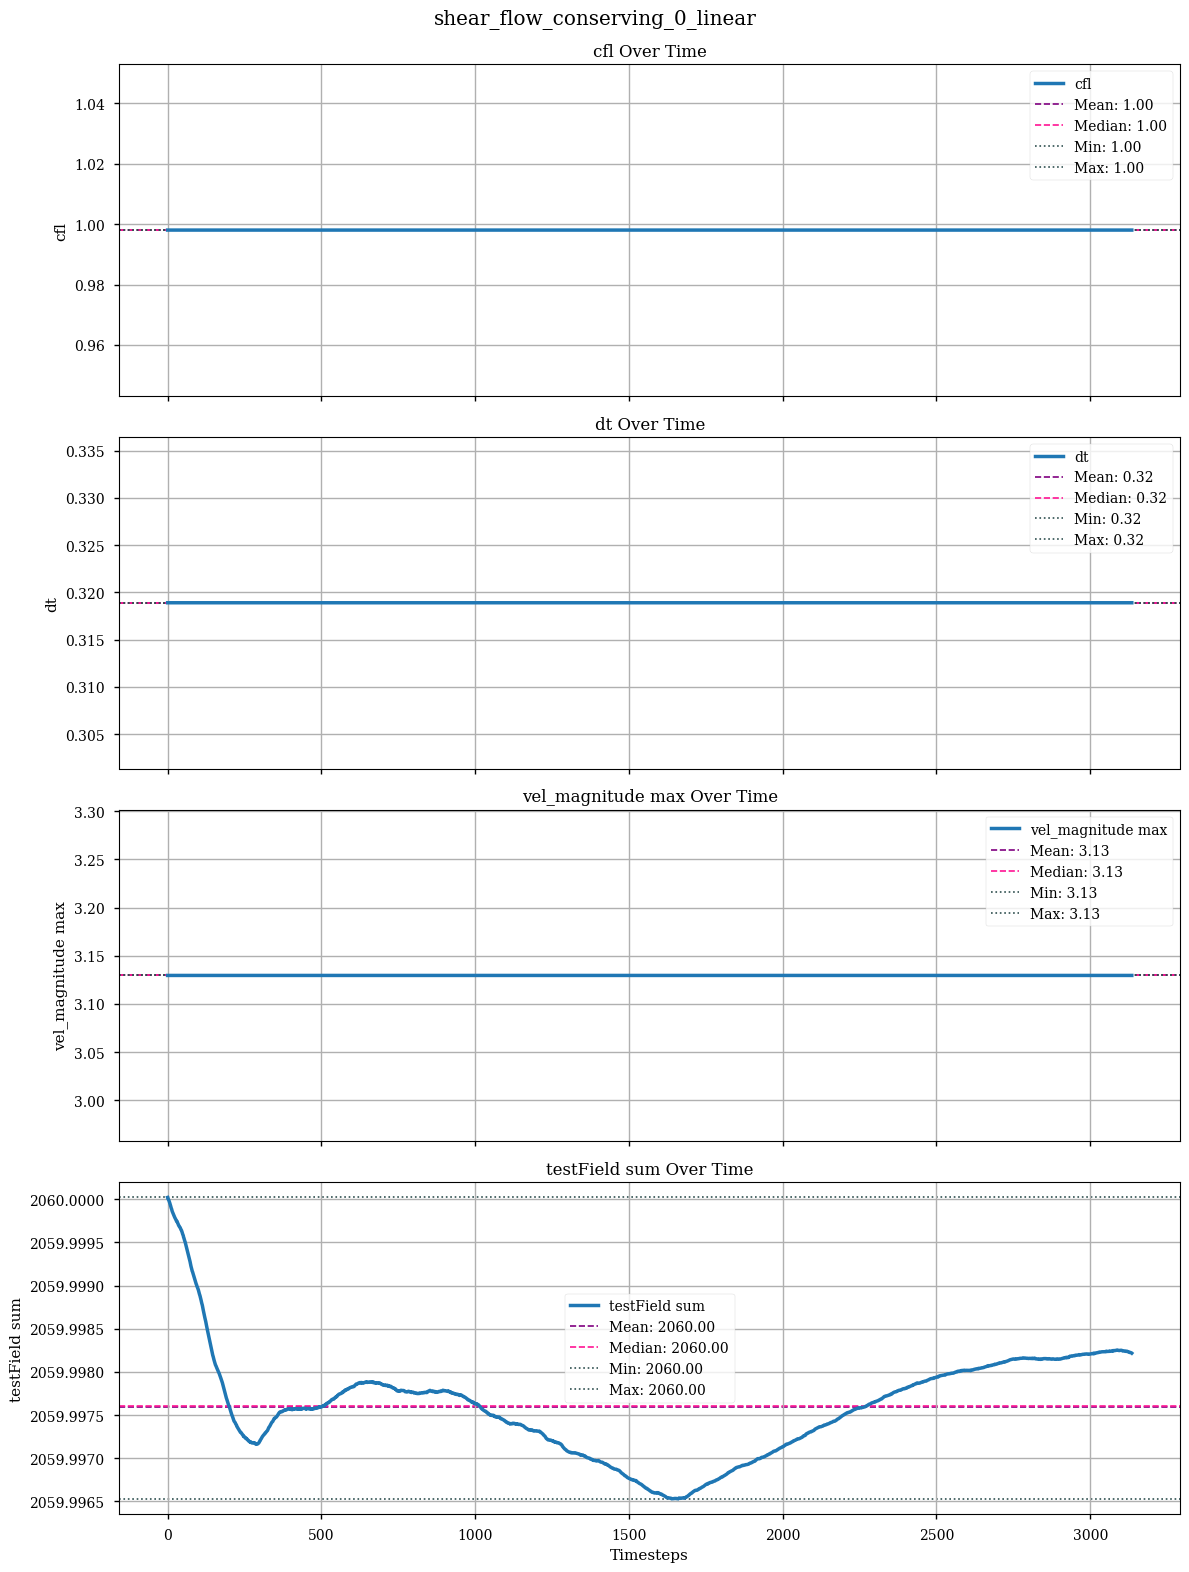 shear_flow_conserving_0_linear
cfl Over Time
cfl
1.04
1.02
1.00
0.98
0.96
cfl
Mean: 1.00
Median: 1.00
Min: 1.00
Max: 1.00
dt Over Time
dt
0.335
0.330
0.325
0.320
0.315
0.310
0.305
dt
Mean: 0.32
Median: 0.32
Min: 0.32
Max: 0.32
vel_magnitude max Over Time
vel_magnitude max
3.30
3.25
3.20
3.15
3.10
3.05
3.00
vel_magnitude max
Mean: 3.13
Median: 3.13
Min: 3.13
Max: 3.13
testField sum Over Time
testField sum
2060.0000
2059.9995
2059.9990
2059.9985
2059.9980
2059.9975
2059.9970
2059.9965
testField sum
Mean: 2060.00
Median: 2060.00
Min: 2060.00
Max: 2060.00
0 500 1000 1500 2000 2500 3000
Timesteps